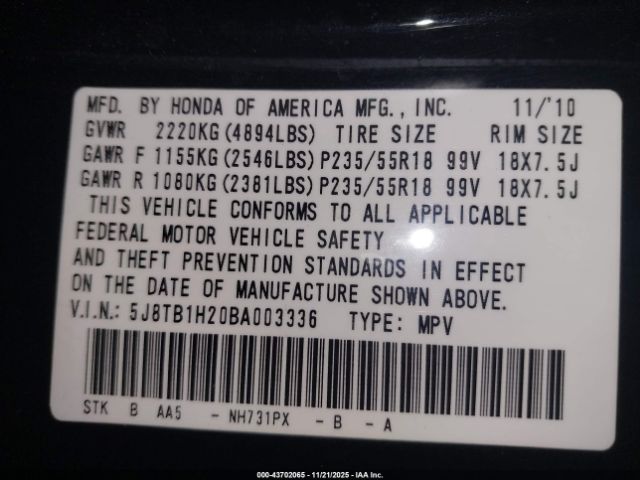 MFD. BY HONDA OF AMERICA MFG., INC. 11/'10
GVWR 2220KG(4894LBS) TIRE SIZE RIM SIZE
GAWR F 1155KG(2546LBS) P235/55R18 99V 18X7.5J
GAWR R 1080KG(2381LBS) P235/55R18 99V 18X7.5J
THIS VEHICLE CONFORMS TO ALL APPLICABLE
FEDERAL MOTOR VEHICLE SAFETY
AND THEFT PREVENTION STANDARDS IN EFFECT
ON THE DATE OF MANUFACTURE SHOWN ABOVE.
V.I.N.: 5J8TB1H20BA003336 TYPE: MPV
STK B AA5 - NH731PX - B - A
000-43702065 - 11/21/2025 - IAA Inc.